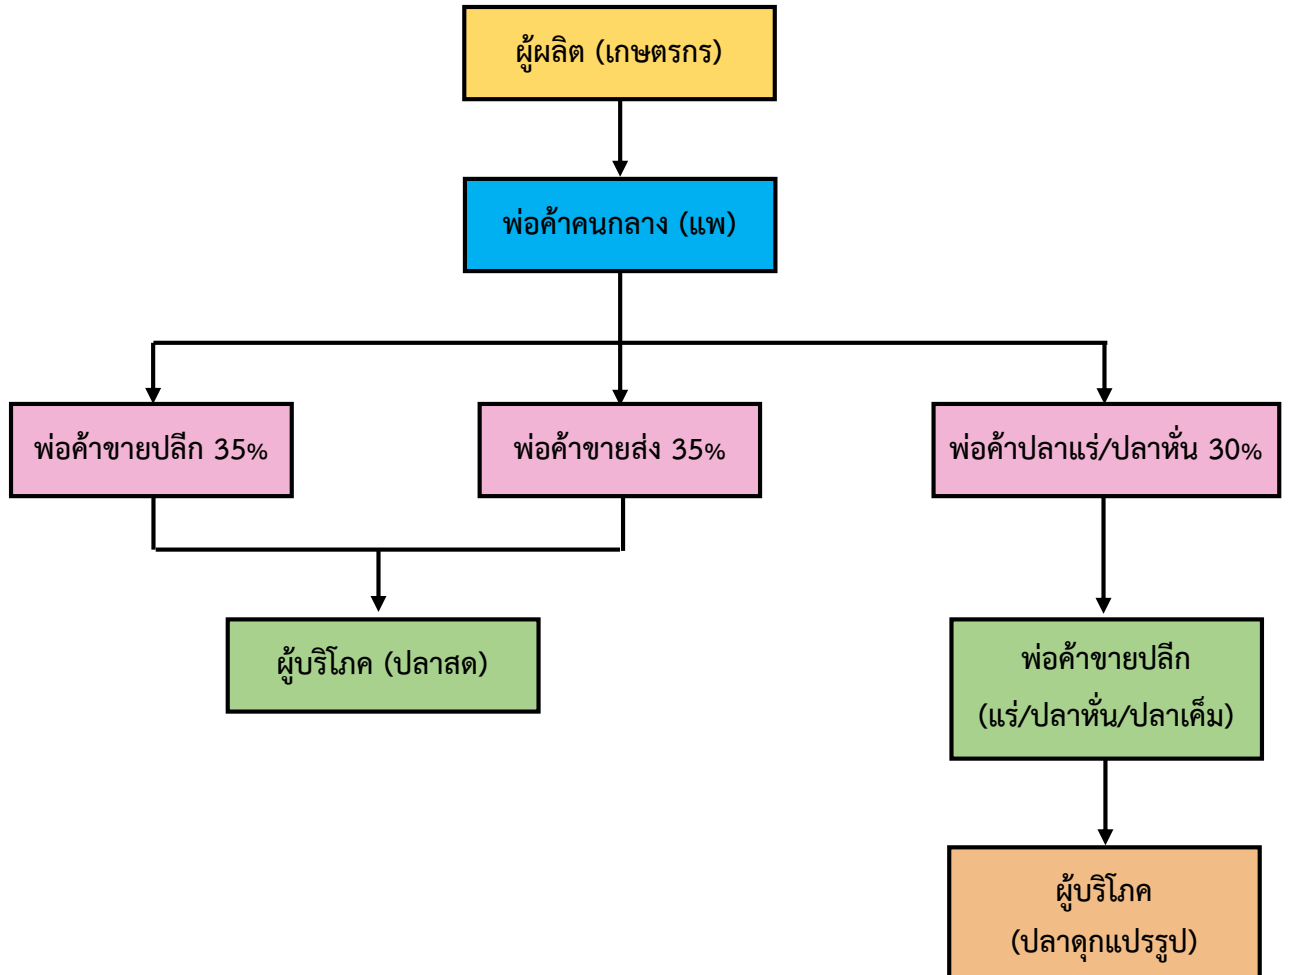 ผู้ผลิต (เกษตรกร)
พ่อค้าคนกลาง (แพ)
พ่อค้าขายปลีก 35%
พ่อค้าขายส่ง 35%
พ่อค้าปลาแร่/ปลาหั่น 30%
ผู้บริโภค (ปลาสด)
พ่อค้าขายปลีก
(แร่/ปลาหั่น/ปลาเค็ม)
ผู้บริโภค
(ปลาดุกแปรรูป)